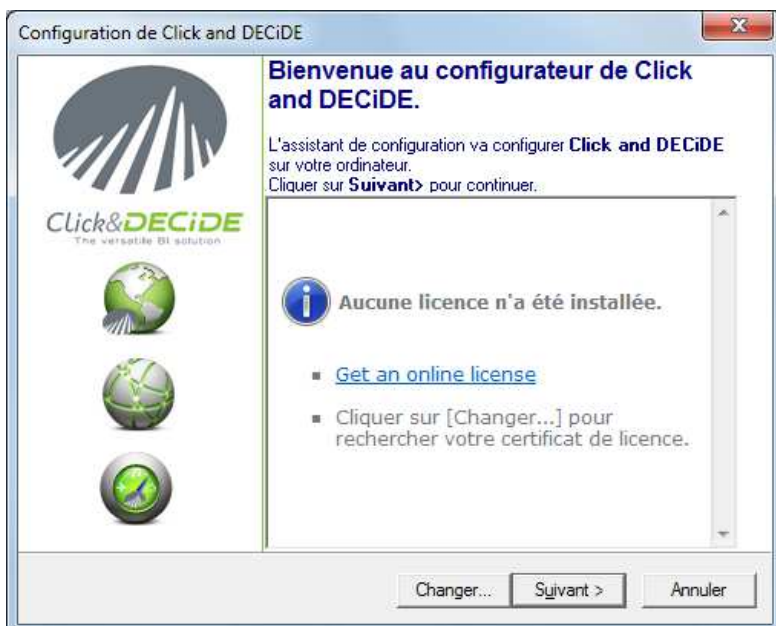 Configuration de Click and DECiDE
Bienvenue au configurateur de Click
and DECiDE.
L'assistant de configuration va configurer Click and DECiDE
sur votre ordinateur.
Cliquer sur Suivant> pour continuer.
Click&DECiDE
The versatile BI solution
Aucune licence n'a été installée.
Get an online license
Cliquer sur [Changer...] pour
rechercher votre certificat de licence.
Changer...
Suivant >
Annuler